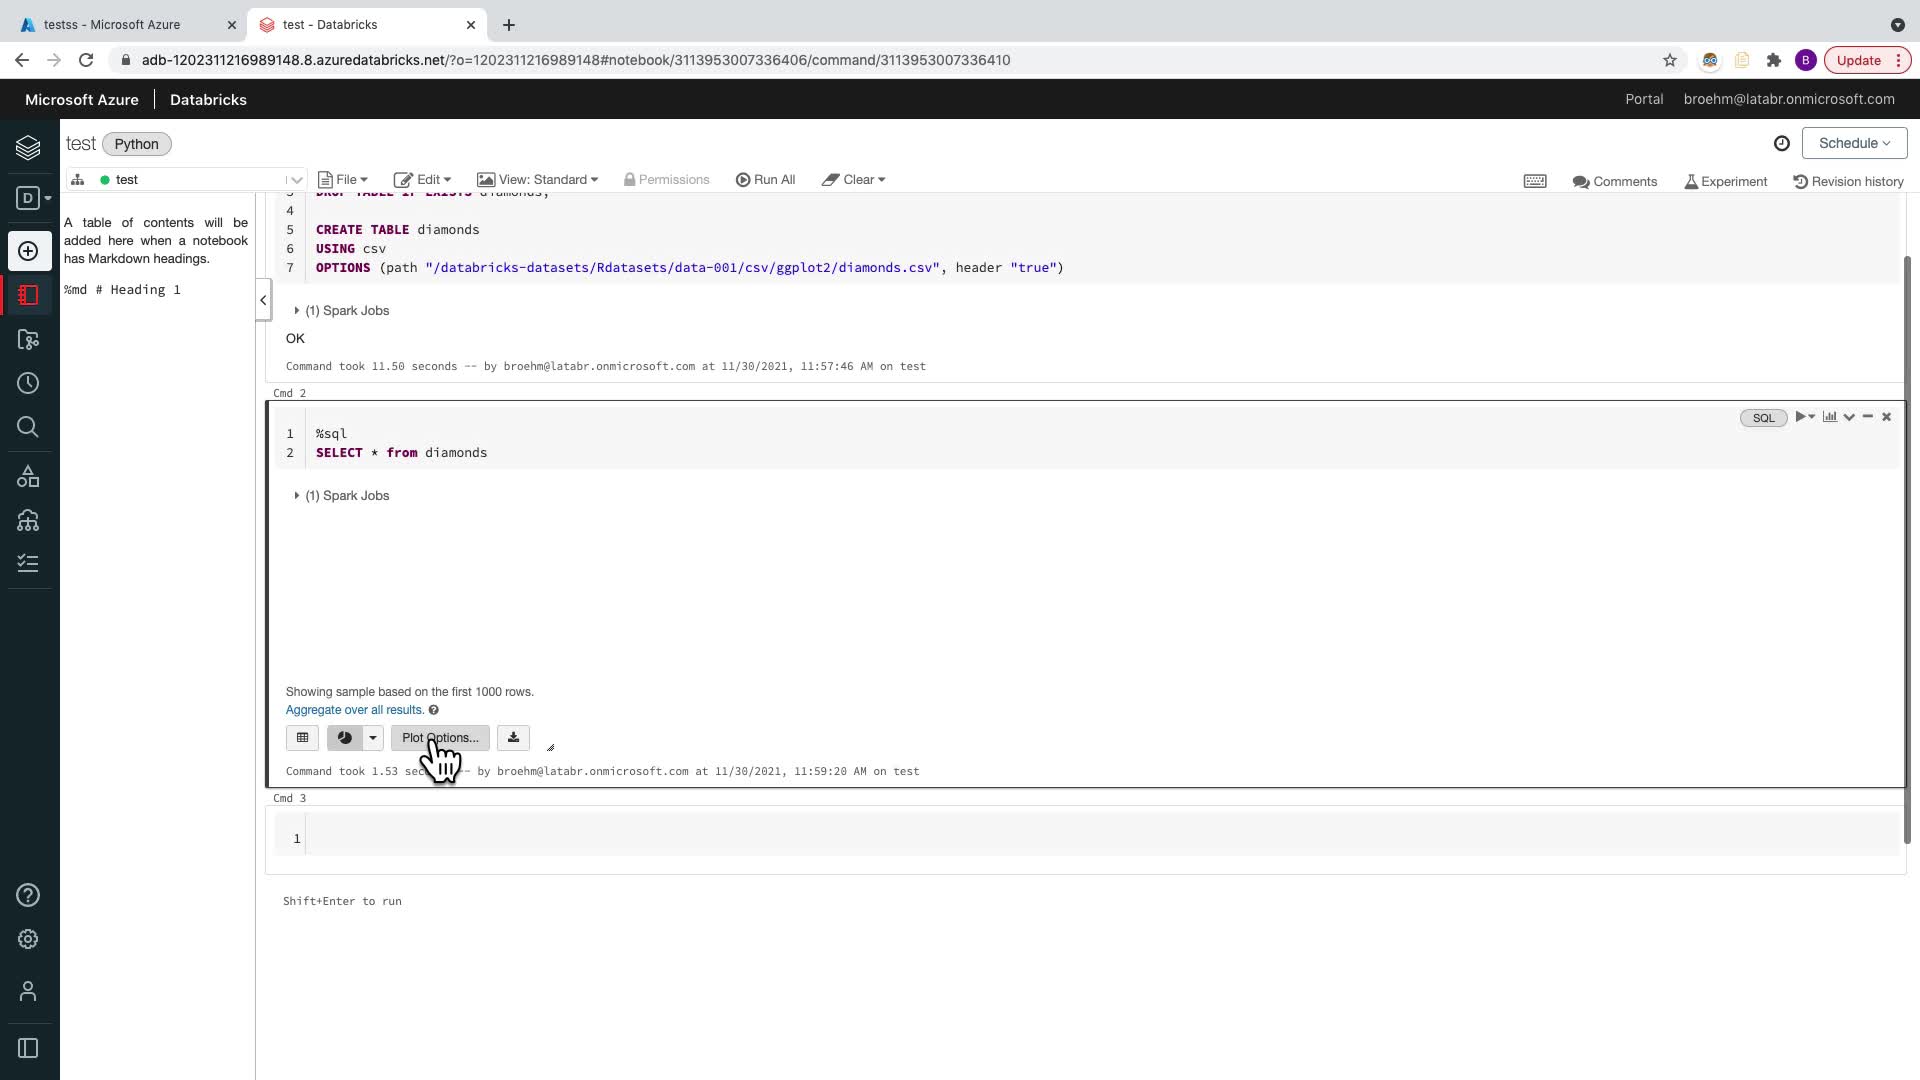 testss - Microsoft Azure
test - Databricks
adb-1202311216989148.8.azuredatabricks.net/?o=1202311216989148#notebook/3113953007336406/command/3113953007336410
B
Update
Microsoft Azure
Databricks
Portal
broehm@latabr.onmicrosoft.com
test
Python
Schedule
test
File
Edit
View: Standard
Permissions
Run All
Clear
Comments
Experiment
Revision history
D
A table of contents will be
added here when a notebook
has Markdown headings.
%md # Heading 1
3 DROP TABLE IF EXISTS diamonds;
4
5 CREATE TABLE diamonds
6 USING csv
7 OPTIONS (path "/databricks-datasets/Rdatasets/data-001/csv/ggplot2/diamonds.csv", header "true")
(1) Spark Jobs
OK
Command took 11.50 seconds -- by broehm@latabr.onmicrosoft.com at 11/30/2021, 11:57:46 AM on test
Cmd 2
SQL
1 %sql
2 SELECT * from diamonds
(1) Spark Jobs
Showing sample based on the first 1000 rows.
Aggregate over all results.
Plot Options...
Command took 1.53 -- by broehm@latabr.onmicrosoft.com at 11/30/2021, 11:59:20 AM on test
Cmd 3
1
Shift+Enter to run